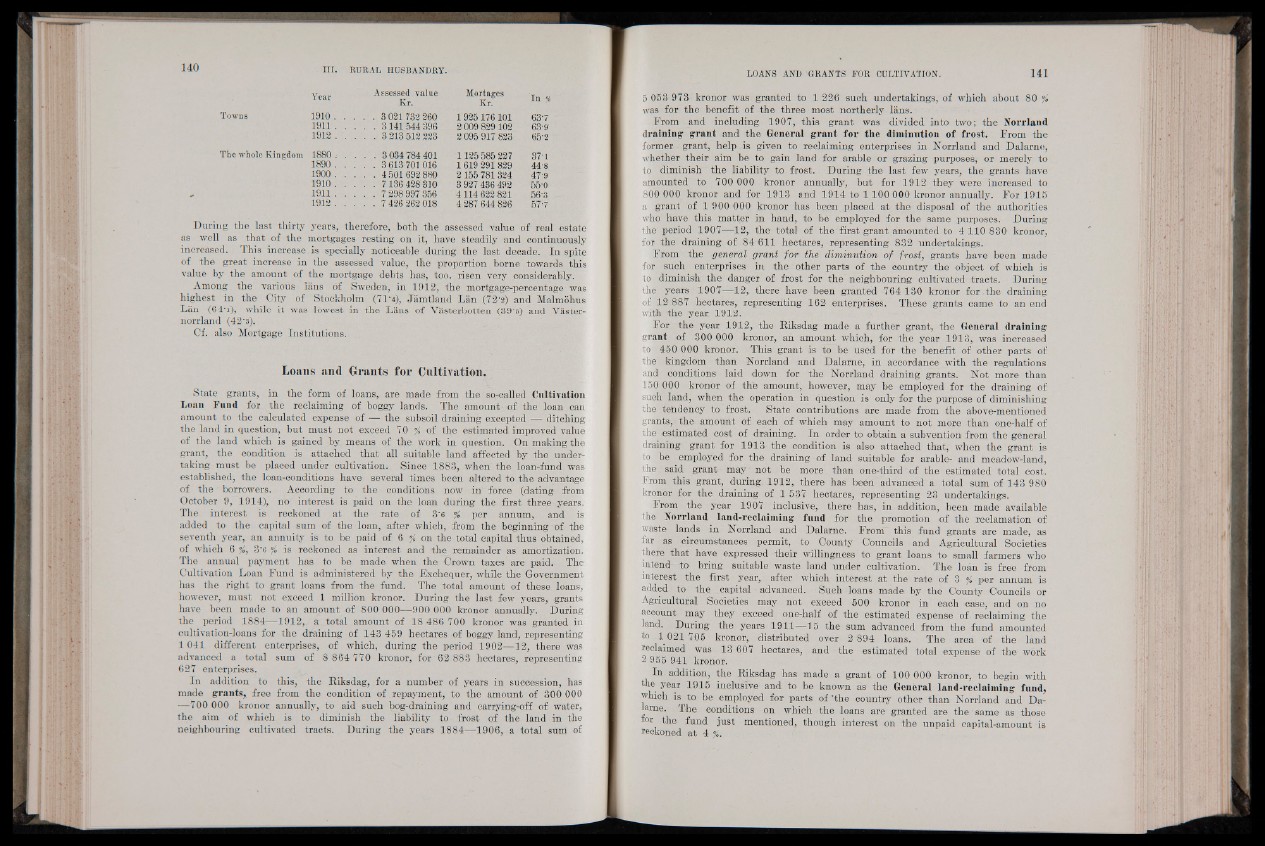 140
III. RURAL HUSBANDRY.
Year Assessed value Kr. Mortages Kr. In %
Towns 1910 . . . . . 3 021 732 260 1 925 176 101 63·7
1911 . . . . . 3 141 544 396 2 009 829 102 63·9
1912 . . . . . 3 213 512 223 2 095 917 823 65·2
The whole Kingdom 1880 . . . . . 3 034 784 401 1 125 585 227 37·1
1890 . . . . . 3 613 701 016 1 619 291 829 44·8
1900 . . . . . 4 501 692 880 2 155 781 324 47·9
1910 . . . . . 7 136 428 310 3 927 436 492 55·0
1911 . . . . . 7 298 997 356 4 114 622 821 56·3
1912 . . . . . 7 426 262 018 4 287 644 826 57·7
During the last thirty years, therefore, both the assessed value of real estate
as well as that of the mortgages resting on it, have steadily and continuously
increased. This increase is specially noticeable during the last decade. In spite
of the great increase in the assessed value, the proportion borne towards this
value by the amount of the mortgage debts has, too, risen very considerably.
Among the various läns of Sweden, in 1912, the mortgage-percentage was
highest in the City of Stockholm (71·4), Jämtland Län (72·2) and Malmöhus
Län (64·1), while it was lowest in the Läns of Västerbotten (39·5) and Väster-
norrland (42·3).
Cf. also Mortgage Institutions.
Loans and Grants for Cultivation.
State grants, in the form of loans, are made from the so-called Cultivation
Loan Fund for the reclaiming of boggy lands. The amount of the loan can
amount to the calculated expense of — the subsoil draining excepted — ditching
the land in question, but must not exceed 70 % of the estimated improved value
of the land which is gained by means of the work in question. On making the
grant, the condition is attached that all suitable land affected by the under-
taking must be placed under cultivation. Since 1883, when the loan-fund was
established, the loan-conditions have several times been altered to the advantage
of the borrowers. According to the conditions now in force (dating from
October 9, 1914), no interest is paid on the loan during the first three years.
The interest is reckoned at the rate of 3·6 % per annum, and is
added to the capital sum of the loan, after which, from the beginning of the
seventh year, an annuity is to be paid of 6 % on the total capital thus obtained,
of which 6 %, 3·6 % is reckoned as interest and the remainder as amortization.
The annual payment has to be made when the Crown taxes are paid. The
Cultivation Loan Fund is administered by the Exchequer, while the Government
has the right to grant loans from the fund. The total amount of these loans,
however, must not exceed 1 million kronor. During the last few years, grants
have been made to an amount of 800 000—900 000 kronor annually. During
the period 1884—1912, a total amount of 18 486 700 kronor was granted in
cultivation-loans for the draining of 143 459 hectares of boggy land, representing
1 041 different enterprises, of which, during the period 1902—12, there was
advanced a total sum of 8 864 770 kronor, for 62 883 hectares, representing
627 enterprises.
In addition to this, the Riksdag, for a number of years in succession, has
made grants, free from the condition of repayment, to the amount of 300 000
—700 000 kronor annually, to aid such bog-draining and carrying-off of water,
the aim of which is to diminish the liability to frost of the land in the
neighbouring cultivated tracts. During the years 1884—1906, a total sum of
LOANS AND GRANTS FOR CULTIVATION. 141
5 053 973 kronor was granted to 1 226 such undertakings, of which about 80 %
was for the benefit of the three most northerly läns.
From and including 1907, this grant was divided into two; the Norrland
draining grant and the General grant for the diminution of frost. From the
former grant, help is given to reclaiming enterprises in Norrland and Dalarne,
whether their aim be to gain land for arable or grazing purposes, or merely to
to diminish the liability to frost. During the last few years, the grants have
amounted to 700 000 kronor annually, but for 1912 they were increased to
800 000 kronor and for 1913 and 1914 to 1 100 000 kronor annually. For 1915
a grant of 1 900 000 kronor has been placed at the disposal of the authorities
who have this matter in hand, to be employed for the same purposes. During
the period 1907—12, the total of the first grant amounted to 4 110 830 kronor,
for the draining of 84 611 hectares, representing 832 undertakings.
From the general grant for the diminution of frost, grants have been made
for such enterprises in the other parts of the country the object of which is
to diminish the danger of frost for the neighbouring cultivated tracts. During
the years 1907—12, there have been granted 764 130 kronor for the draining
of 12 887 hectares, representing 162 enterprises. These grants came to an end
with the year 1912.
For the year 1912, the Riksdag made a further grant, the General draining
grant of 300 000 kronor, an amount which, for the year 1913, was increased
to 450 000 kronor. This grant is to be used for the benefit of other parts of
the kingdom than Norrland and Dalarne, in accordance with the regulations
and conditions laid down for the Norrland draining grants. Not more than
150 000 kronor of the amount, however, may be employed for the draining of
such land, when the operation in question is only for the purpose of diminishing
the tendency to frost. State contributions are made from the above-mentioned
grants, the amount of each of which may amount to not more than one-half of
the estimated cost of draining. In order to obtain a subvention from the general
draining grant for 1913 the condition is also attached that, when the grant is
to be employed for the draining of land suitable for arable- and meadow-land,
the said grant may not be more than one-third of the estimated total cost.
From this grant, during 1912, there has been advanced a total sum of 143 980
kronor for the draining of 1 537 hectares, representing 23 undertakings.
From the year 1907 inclusive, there has, in addition, been made available
the Norrland land-reclaiming fund for the promotion of the reclamation of
waste lands in Norrland and Dalarne. From this fund grants are made, as
far as circumstances permit, to County Councils and Agricultural Societies
there that have expressed their willingness to grant loans to small farmers who
intend to bring suitable waste land under cultivation. The loan is free from
interest the first year, after which interest at the rate of 3 % per annum is
added to the capital advanced. Such loans made by the County Councils or
Agricultural Societies may not exceed 500 kronor in each case, and on no
account may they exceed one-half of the estimated expense of reclaiming the
land. During the years 1911—15 the sum advanced from the fund amounted
to 1 021 705 kronor, distributed over 2 894 loans. The area of the land
reclaimed was 13 607 hectares, and the estimated total expense of the work
2 955 941 kronor.
In addition, the Riksdag has made a grant of 100 000 kronor, to begin with
the year 1915 inclusive and to be known as the General land-reclaiming fund,
which is to be employed for parts of the country other than Norrland and Da-
larne. The conditions on which the loans are granted are the same as those
for the fund just mentioned, though interest on the unpaid capital-amount is
reckoned at 4 %.